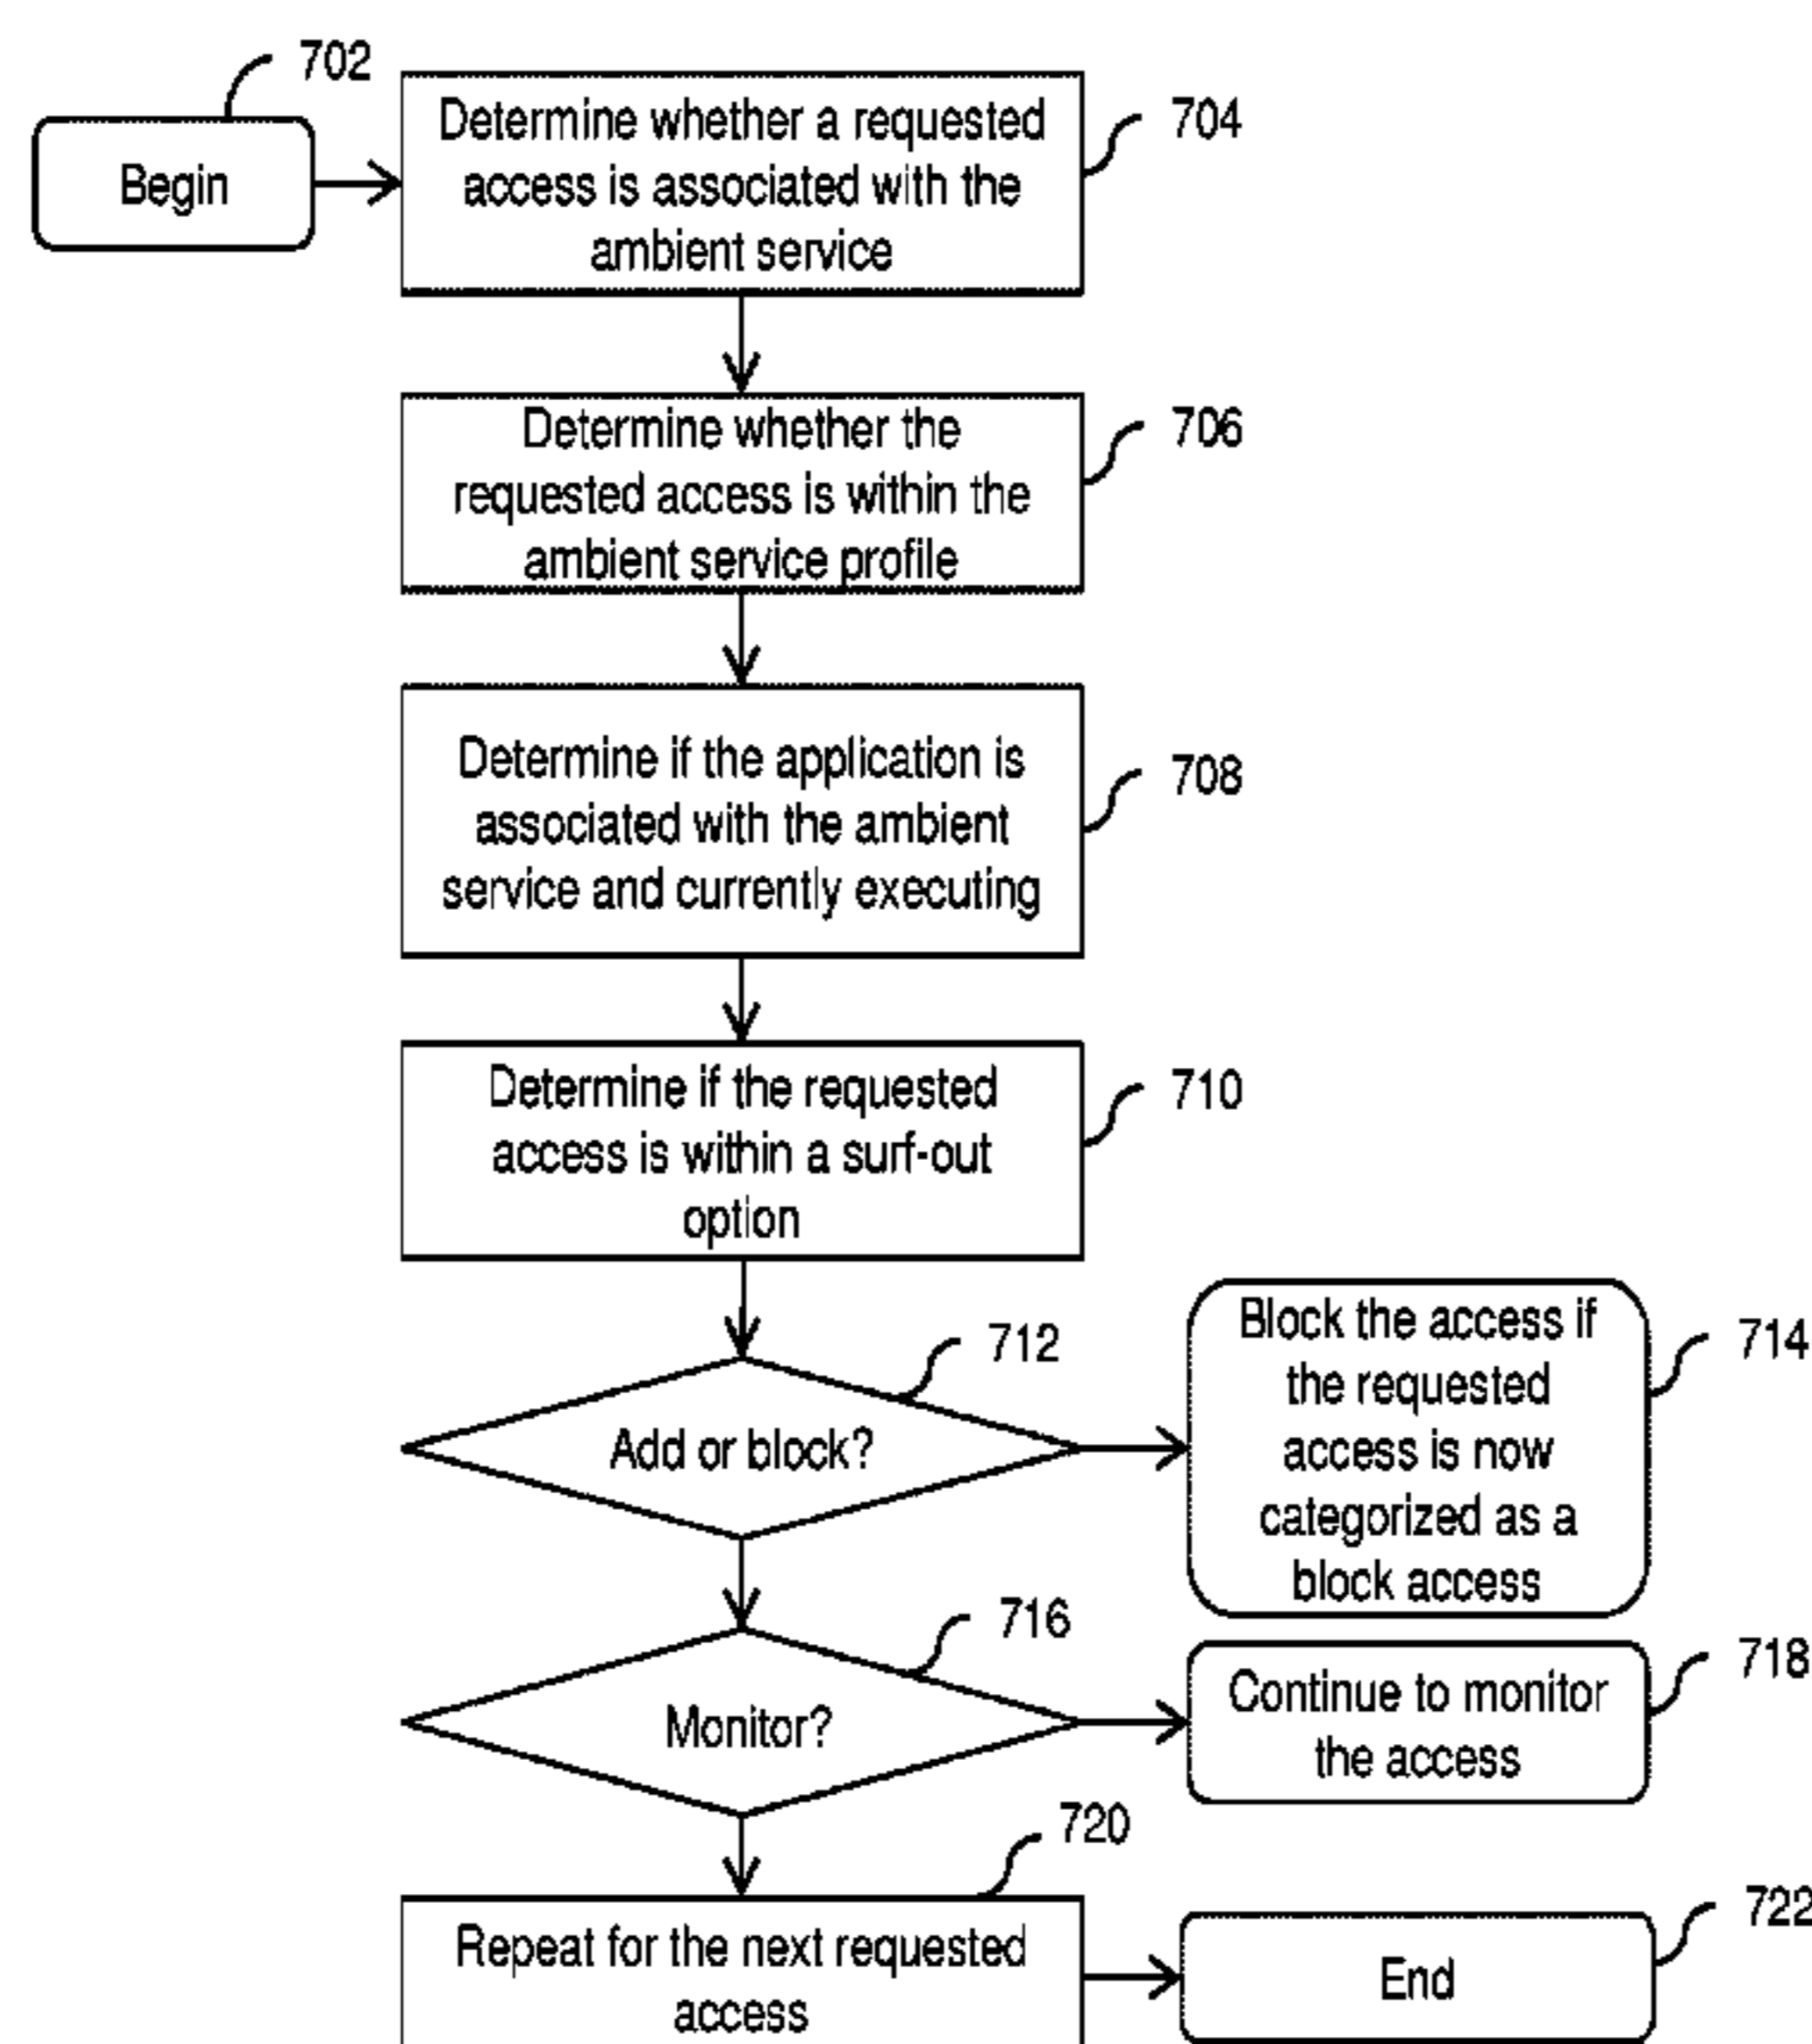 702
Begin
Determine whether a requested
access is associated with the
ambient service
704
Determine whether the
requested access is within the
ambient service profile
706
Determine if the application is
associated with the ambient
service and currently executing
708
Determine if the requested
access is within a surf-out
option
710
712
Add or block?
Block the access if
the requested
access is now
categorized as a
block access
714
716
Monitor?
Continue to monitor
the access
718
720
Repeat for the next requested
access
End
722